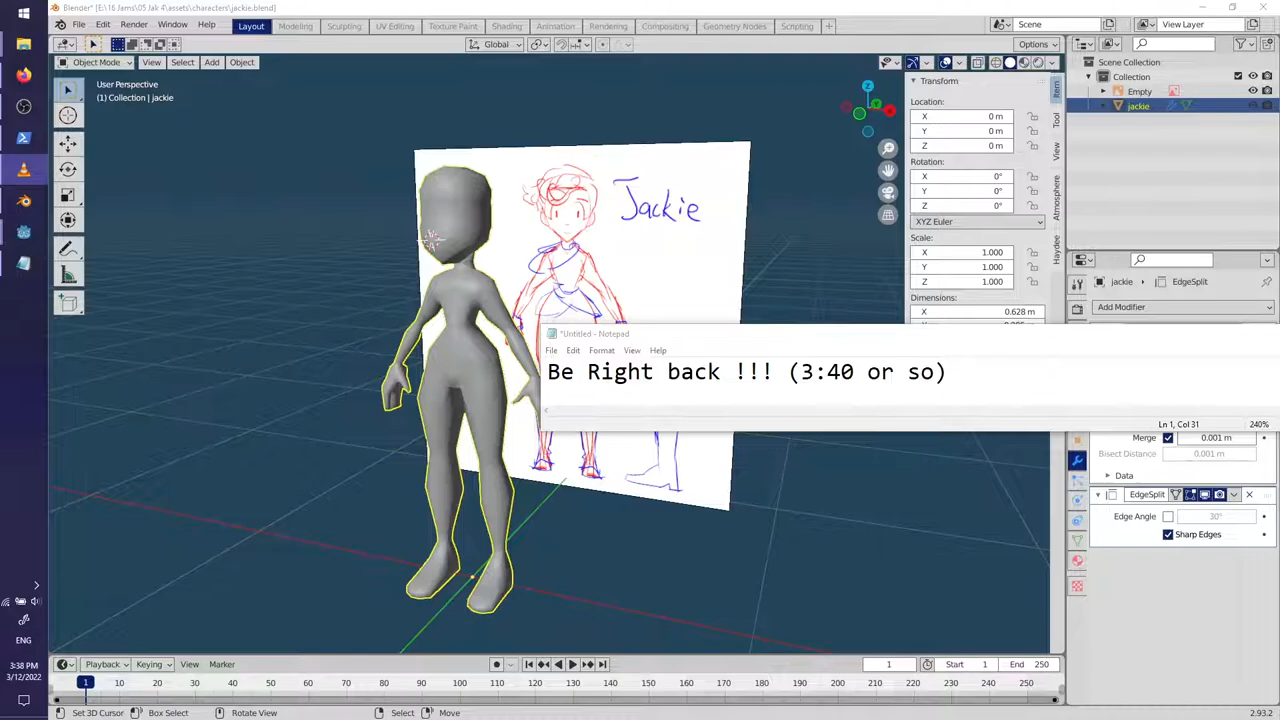 Blender* [E:\16 Jams\05 Jak 4\assets\characters\jackie.blend]
File Edit Render Window Help Layout Modeling Sculpting UV Editing Texture Paint Shading Animation Rendering Compositing Geometry Nodes Scripting + Scene View Layer
Global Options
Object Mode View Select Add Object
User Perspective
(1) Collection | jackie
Z
Y
X
Jackie
Transform
Location:
X 0 m
Y 0 m
Z 0 m
Rotation:
X 0°
Y 0°
Z 0°
XYZ Euler
Scale:
X 1.000
Y 1.000
Z 1.000
Dimensions:
X 0.628 m
Item
Tool
View
Atmosphere
Haydee
Scene Collection
Collection
Empty
jackie
jackie EdgeSplit
Add Modifier
*Untitled - Notepad
File Edit Format View Help
Be Right back !!! (3:40 or so)
Ln 1, Col 31 240%
Merge 0.001 m
Bisect Distance 0.001 m
Data
EdgeSplit
Edge Angle 30°
Sharp Edges
Playback Keying View Marker 1 Start 1 End 250
1 10 20 30 40 50 60 70 80 90 100 110 120 130 140 150 160 170 180 190 200 210 220 230 240 250
Set 3D Cursor Box Select Rotate View Select Move 2.93.2
ENG
3:38 PM
3/12/2022